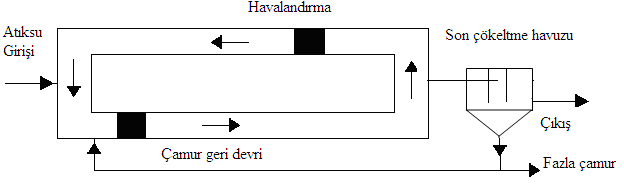 Havalandırma
Atıksu
Girişi
Son çökeltme havuzu
Çıkış
Çamur geri devri
Fazla çamur